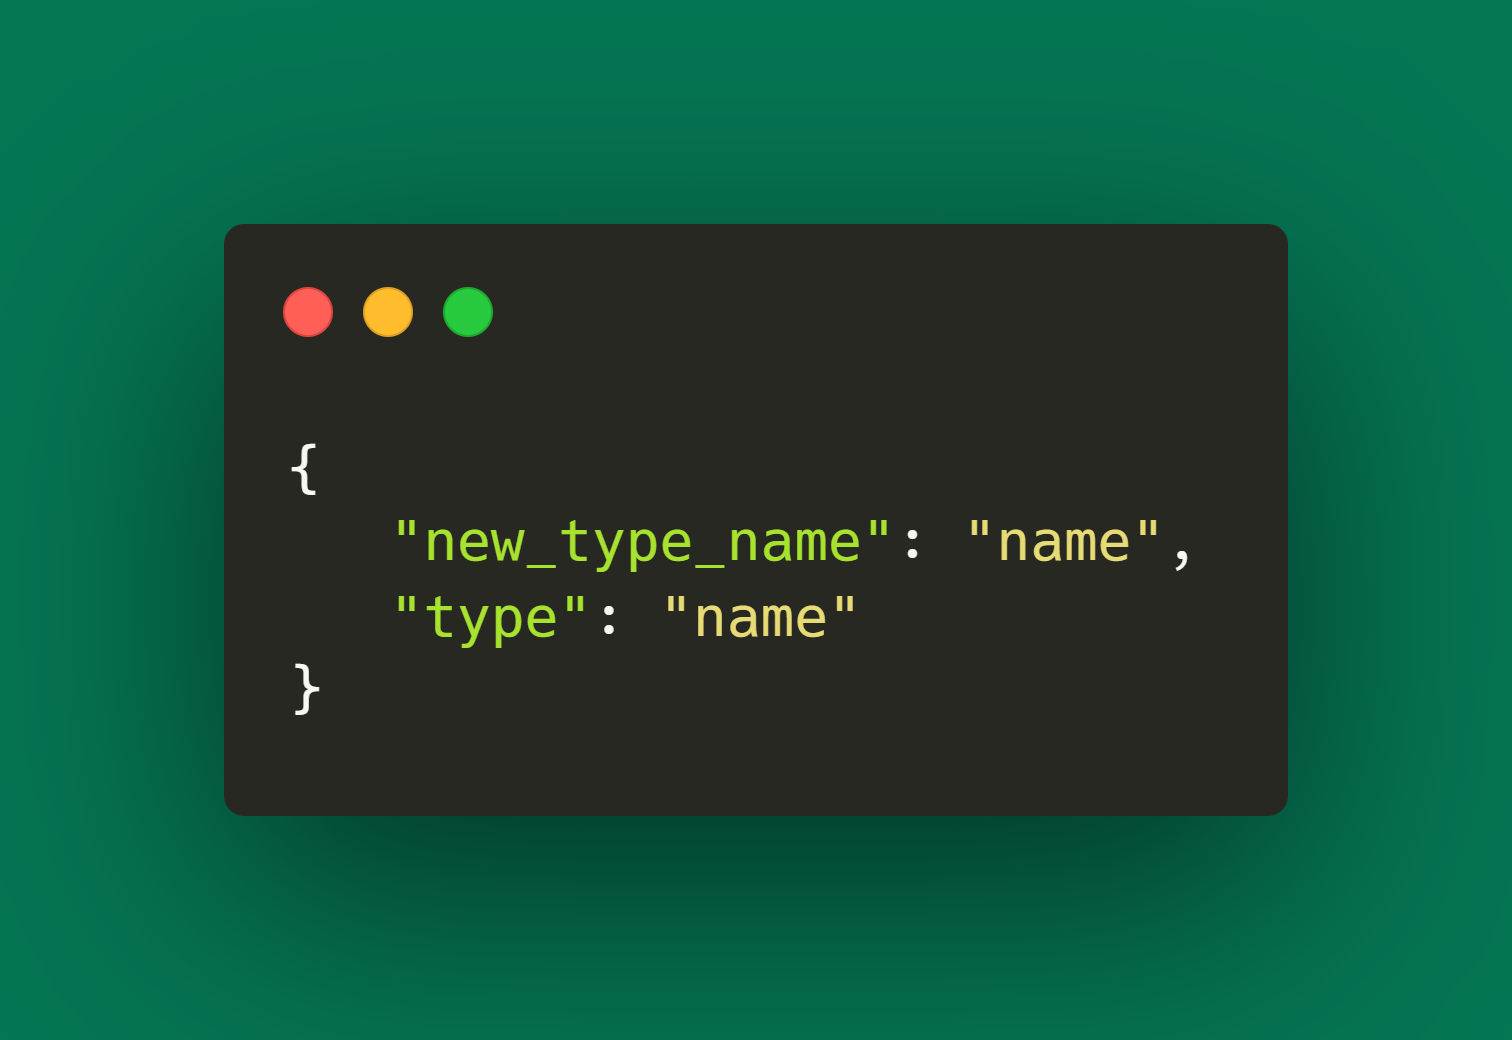 {
   "new_type_name": "name",
   "type": "name"
}